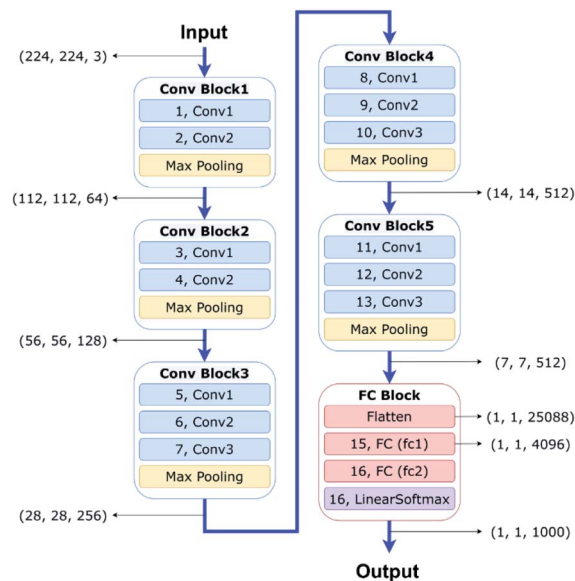 Input
(224, 224, 3)
Conv Block1
1, Conv1
2, Conv2
Max Pooling
(112, 112, 64)
Conv Block2
3, Conv1
4, Conv2
Max Pooling
(56, 56, 128)
Conv Block3
5, Conv1
6, Conv2
7, Conv3
Max Pooling
(28, 28, 256)
Conv Block4
8, Conv1
9, Conv2
10, Conv3
Max Pooling
(14, 14, 512)
Conv Block5
11, Conv1
12, Conv2
13, Conv3
Max Pooling
(7, 7, 512)
FC Block
Flatten
(1, 1, 25088)
15, FC (fc1)
(1, 1, 4096)
16, FC (fc2)
16, LinearSoftmax
(1, 1, 1000)
Output